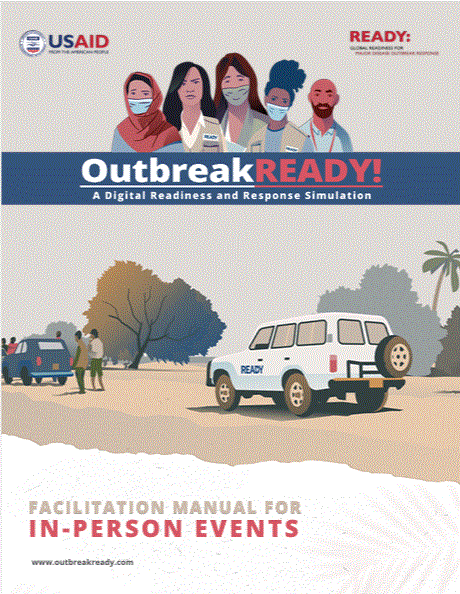 USAID
FROM THE AMERICAN PEOPLE
READY:
GLOBAL READINESS FOR
MAJOR DISEASE OUTBREAK RESPONSE
READY
OutbreakREADY!
A Digital Readiness and Response Simulation
READY
FACILITATION MANUAL FOR
IN-PERSON EVENTS
www.outbreakready.com